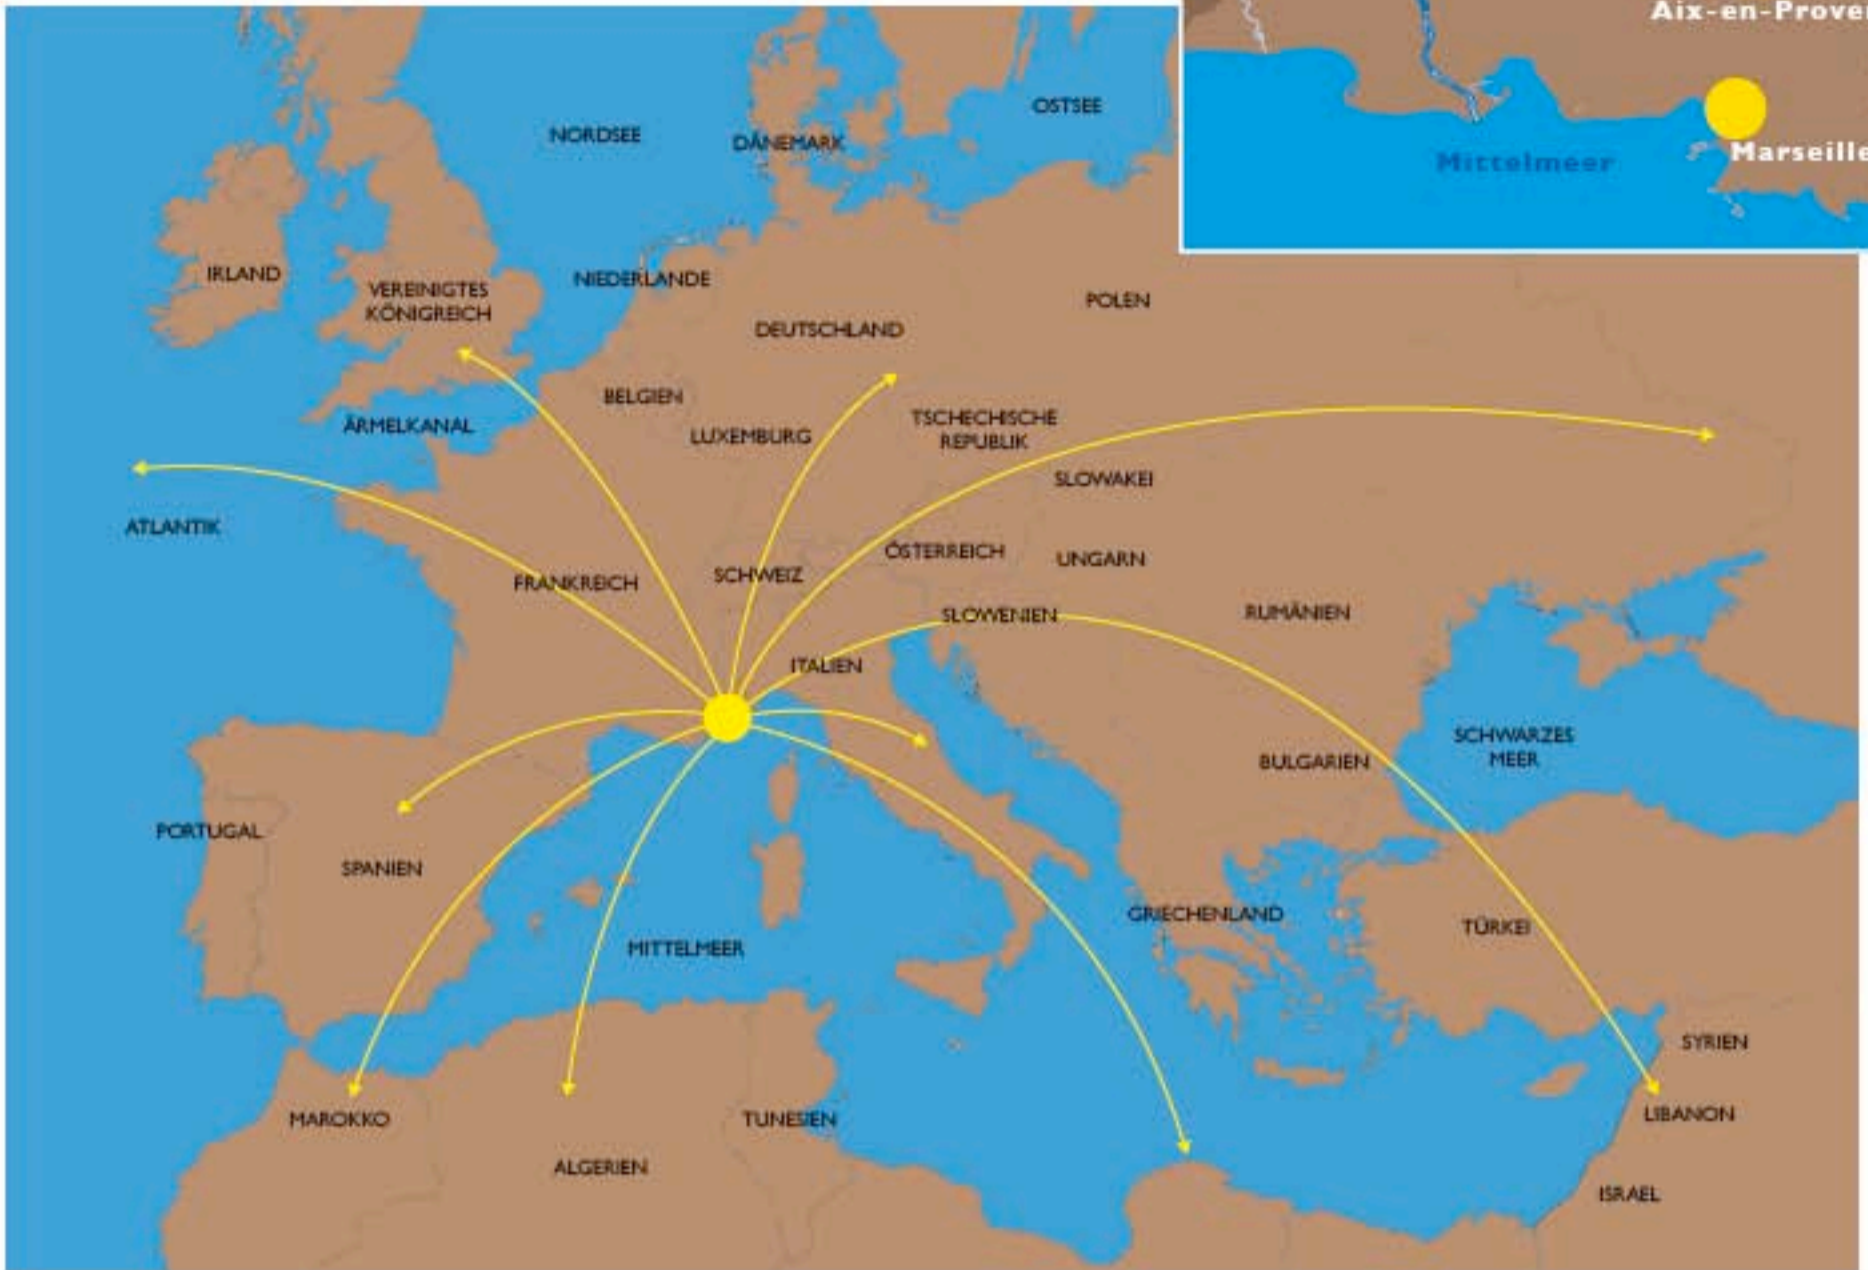 Aix-en-Prove
Mittelmeer
Marseille
NORDSEE
DÄNEMARK
OSTSEE
IRLAND
VEREINIGTES
KÖNIGREICH
NIEDERLANDE
DEUTSCHLAND
POLEN
BELGIEN
ÄRMELKANAL
LUXEMBURG
TSCHECHISCHE
REPUBLIK
SLOWAKEI
ATLANTIK
FRANKREICH
SCHWEIZ
ÖSTERREICH
UNGARN
SLOWENIEN
RUMÄNIEN
ITALIEN
SCHWARZES
MEER
BULGARIEN
PORTUGAL
SPANIEN
MITTELMEER
GRIECHENLAND
TÜRKEI
SYRIEN
MAROKKO
TUNESIEN
LIBANON
ALGERIEN
ISRAEL